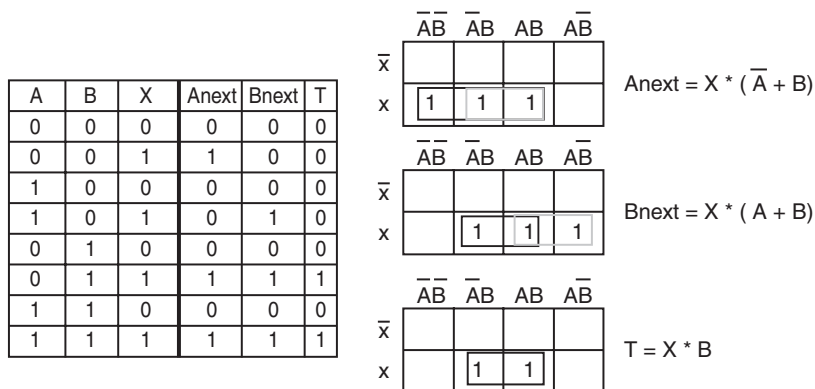 A B X Anext Bnext T
0 0 0 0 0 0
0 0 1 1 0 0
1 0 0 0 0 0
1 0 1 0 1 0
0 1 0 0 0 0
0 1 1 1 1 1
1 1 0 0 0 0
1 1 1 1 1 1
A̅B̅ A̅B AB AB̅
x̅
x 1 1 1
Anext = X * ( A̅ + B)
A̅B̅ A̅B AB AB̅
x̅
x 1 1 1
Bnext = X * ( A + B)
A̅B̅ A̅B AB AB̅
x̅
x 1 1
T = X * B